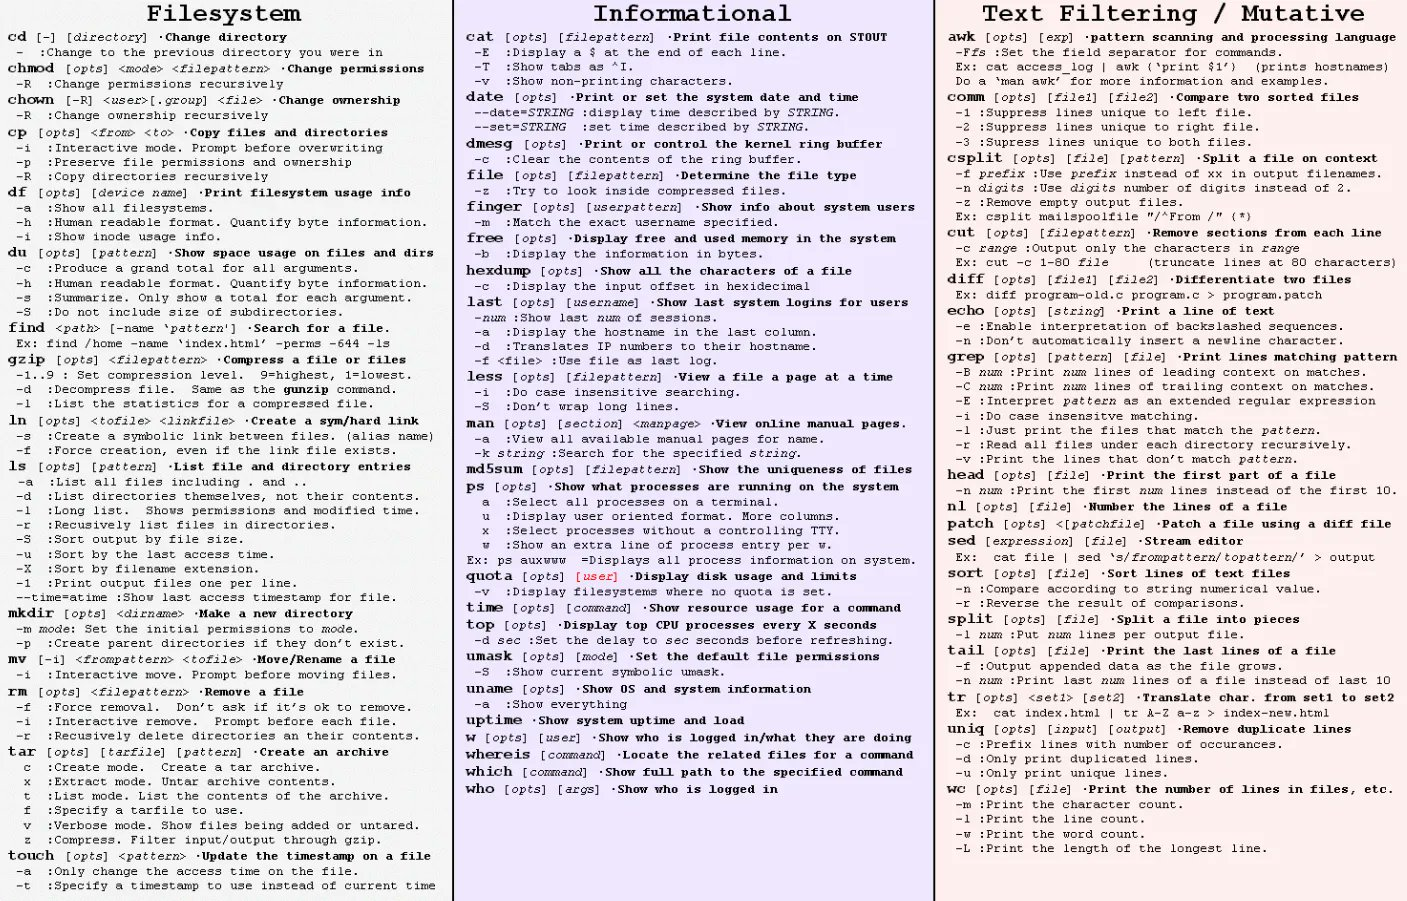 Filesystem
cd [-] [directory] ·Change directory
- :Change to the previous directory you were in
chmod [opts] <mode> <filepattern> ·Change permissions
-R :Change permissions recursively
chown [-R] <user>[.group] <file> ·Change ownership
-R :Change ownership recursively
cp [opts] <from> <to> ·Copy files and directories
-i :Interactive mode. Prompt before overwriting
-p :Preserve file permissions and ownership
-R :Copy directories recursively
df [opts] [device name] ·Print filesystem usage info
-a :Show all filesystems.
-h :Human readable format. Quantify byte information.
-i :Show inode usage info.
du [opts] [pattern] ·Show space usage on files and dirs
-c :Produce a grand total for all arguments.
-h :Human readable format. Quantify byte information.
-s :Summarize. Only show a total for each argument.
-S :Do not include size of subdirectories.
find <path> [-name ‘pattern'] ·Search for a file.
Ex: find /home -name ‘index.html’ -perms -644 -ls
gzip [opts] <filepattern> ·Compress a file or files
-1..9 : Set compression level. 9=highest, 1=lowest.
-d :Decompress file. Same as the gunzip command.
-l :List the statistics for a compressed file.
ln [opts] <tofile> <linkfile> ·Create a sym/hard link
-s :Create a symbolic link between files. (alias name)
-f :Force creation, even if the link file exists.
ls [opts] [pattern] ·List file and directory entries
-a :List all files including . and ..
-d :List directories themselves, not their contents.
-l :Long list. Shows permissions and modified time.
-r :Recusively list files in directories.
-S :Sort output by file size.
-u :Sort by the last access time.
-X :Sort by filename extension.
-1 :Print output files one per line.
--time=atime :Show last access timestamp for file.
mkdir [opts] <dirname> ·Make a new directory
-m mode: Set the initial permissions to mode.
-p :Create parent directories if they don’t exist.
mv [-i] <frompattern> <tofile> ·Move/Rename a file
-i :Interactive move. Prompt before moving files.
rm [opts] <filepattern> ·Remove a file
-f :Force removal. Don’t ask if it’s ok to remove.
-i :Interactive remove. Prompt before each file.
-r :Recusively delete directories an their contents.
tar [opts] [tarfile] [pattern] ·Create an archive
c :Create mode. Create a tar archive.
x :Extract mode. Untar archive contents.
t :List mode. List the contents of the archive.
f :Specify a tarfile to use.
v :Verbose mode. Show files being added or untared.
z :Compress. Filter input/output through gzip.
touch [opts] <pattern> ·Update the timestamp on a file
-a :Only change the access time on the file.
-t :Specify a timestamp to use instead of current time
Informational
cat [opts] [filepattern] ·Print file contents on STOUT
-E :Display a $ at the end of each line.
-T :Show tabs as ^I.
-v :Show non-printing characters.
date [opts] ·Print or set the system date and time
--date=STRING :display time described by STRING.
--set=STRING :set time described by STRING.
dmesg [opts] ·Print or control the kernel ring buffer
-c :Clear the contents of the ring buffer.
file [opts] [filepattern] ·Determine the file type
-z :Try to look inside compressed files.
finger [opts] [userpattern] ·Show info about system users
-m :Match the exact username specified.
free [opts] ·Display free and used memory in the system
-b :Display the information in bytes.
hexdump [opts] ·Show all the characters of a file
-c :Display the input offset in hexidecimal
last [opts] [username] ·Show last system logins for users
-num :Show last num of sessions.
-a :Display the hostname in the last column.
-d :Translates IP numbers to their hostname.
-f <file> :Use file as last log.
less [opts] [filepattern] ·View a file a page at a time
-i :Do case insensitive searching.
-S :Don’t wrap long lines.
man [opts] [section] <manpage> ·View online manual pages.
-a :View all available manual pages for name.
-k string :Search for the specified string.
md5sum [opts] [filepattern] ·Show the uniqueness of files
ps [opts] ·Show what processes are running on the system
a :Select all processes on a terminal.
u :Display user oriented format. More columns.
x :Select processes without a controlling TTY.
w :Show an extra line of process entry per w.
Ex: ps auxwww =Displays all process information on system.
quota [opts] [user] ·Display disk usage and limits
-v :Display filesystems where no quota is set.
time [opts] [command] ·Show resource usage for a command
top [opts] ·Display top CPU processes every X seconds
-d sec :Set the delay to sec seconds before refreshing.
umask [opts] [mode] ·Set the default file permissions
-S :Show current symbolic umask.
uname [opts] ·Show OS and system information
-a :Show everything
uptime ·Show system uptime and load
w [opts] [user] ·Show who is logged in/what they are doing
whereis [command] ·Locate the related files for a command
which [command] ·Show full path to the specified command
who [opts] [args] ·Show who is logged in
Text Filtering / Mutative
awk [opts] [exp] ·pattern scanning and processing language
-Ffs :Set the field separator for commands.
Ex: cat access_log | awk (‘print $1’) (prints hostnames)
Do a ‘man awk’ for more information and examples.
comm [opts] [file1] [file2] ·Compare two sorted files
-1 :Suppress lines unique to left file.
-2 :Suppress lines unique to right file.
-3 :Supress lines unique to both files.
csplit [opts] [file] [pattern] ·Split a file on context
-f prefix :Use prefix instead of xx in output filenames.
-n digits :Use digits number of digits instead of 2.
-z :Remove empty output files.
Ex: csplit mailspoolfile "/^From /" (*)
cut [opts] [filepattern] ·Remove sections from each line
-c range :Output only the characters in range
Ex: cut -c 1-80 file (truncate lines at 80 characters)
diff [opts] [file1] [file2] ·Differentiate two files
Ex: diff program-old.c program.c > program.patch
echo [opts] [string] ·Print a line of text
-e :Enable interpretation of backslashed sequences.
-n :Don’t automatically insert a newline character.
grep [opts] [pattern] [file] ·Print lines matching pattern
-B num :Print num lines of leading context on matches.
-C num :Print num lines of trailing context on matches.
-E :Interpret pattern as an extended regular expression
-i :Do case insensitve matching.
-l :Just print the files that match the pattern.
-r :Read all files under each directory recursively.
-v :Print the lines that don’t match pattern.
head [opts] [file] ·Print the first part of a file
-n num :Print the first num lines instead of the first 10.
nl [opts] [file] ·Number the lines of a file
patch [opts] <[patchfile] ·Patch a file using a diff file
sed [expression] [file] ·Stream editor
Ex: cat file | sed ‘s/frompattern/topattern/’ > output
sort [opts] [file] ·Sort lines of text files
-n :Compare according to string numerical value.
-r :Reverse the result of comparisons.
split [opts] [file] ·Split a file into pieces
-l num :Put num lines per output file.
tail [opts] [file] ·Print the last lines of a file
-f :Output appended data as the file grows.
-n num :Print last num lines of a file instead of last 10
tr [opts] <set1> [set2] ·Translate char. from set1 to set2
Ex: cat index.html | tr A-Z a-z > index-new.html
uniq [opts] [input] [output] ·Remove duplicate lines
-c :Prefix lines with number of occurances.
-d :Only print duplicated lines.
-u :Only print unique lines.
wc [opts] [file] ·Print the number of lines in files, etc.
-m :Print the character count.
-l :Print the line count.
-w :Print the word count.
-L :Print the length of the longest line.